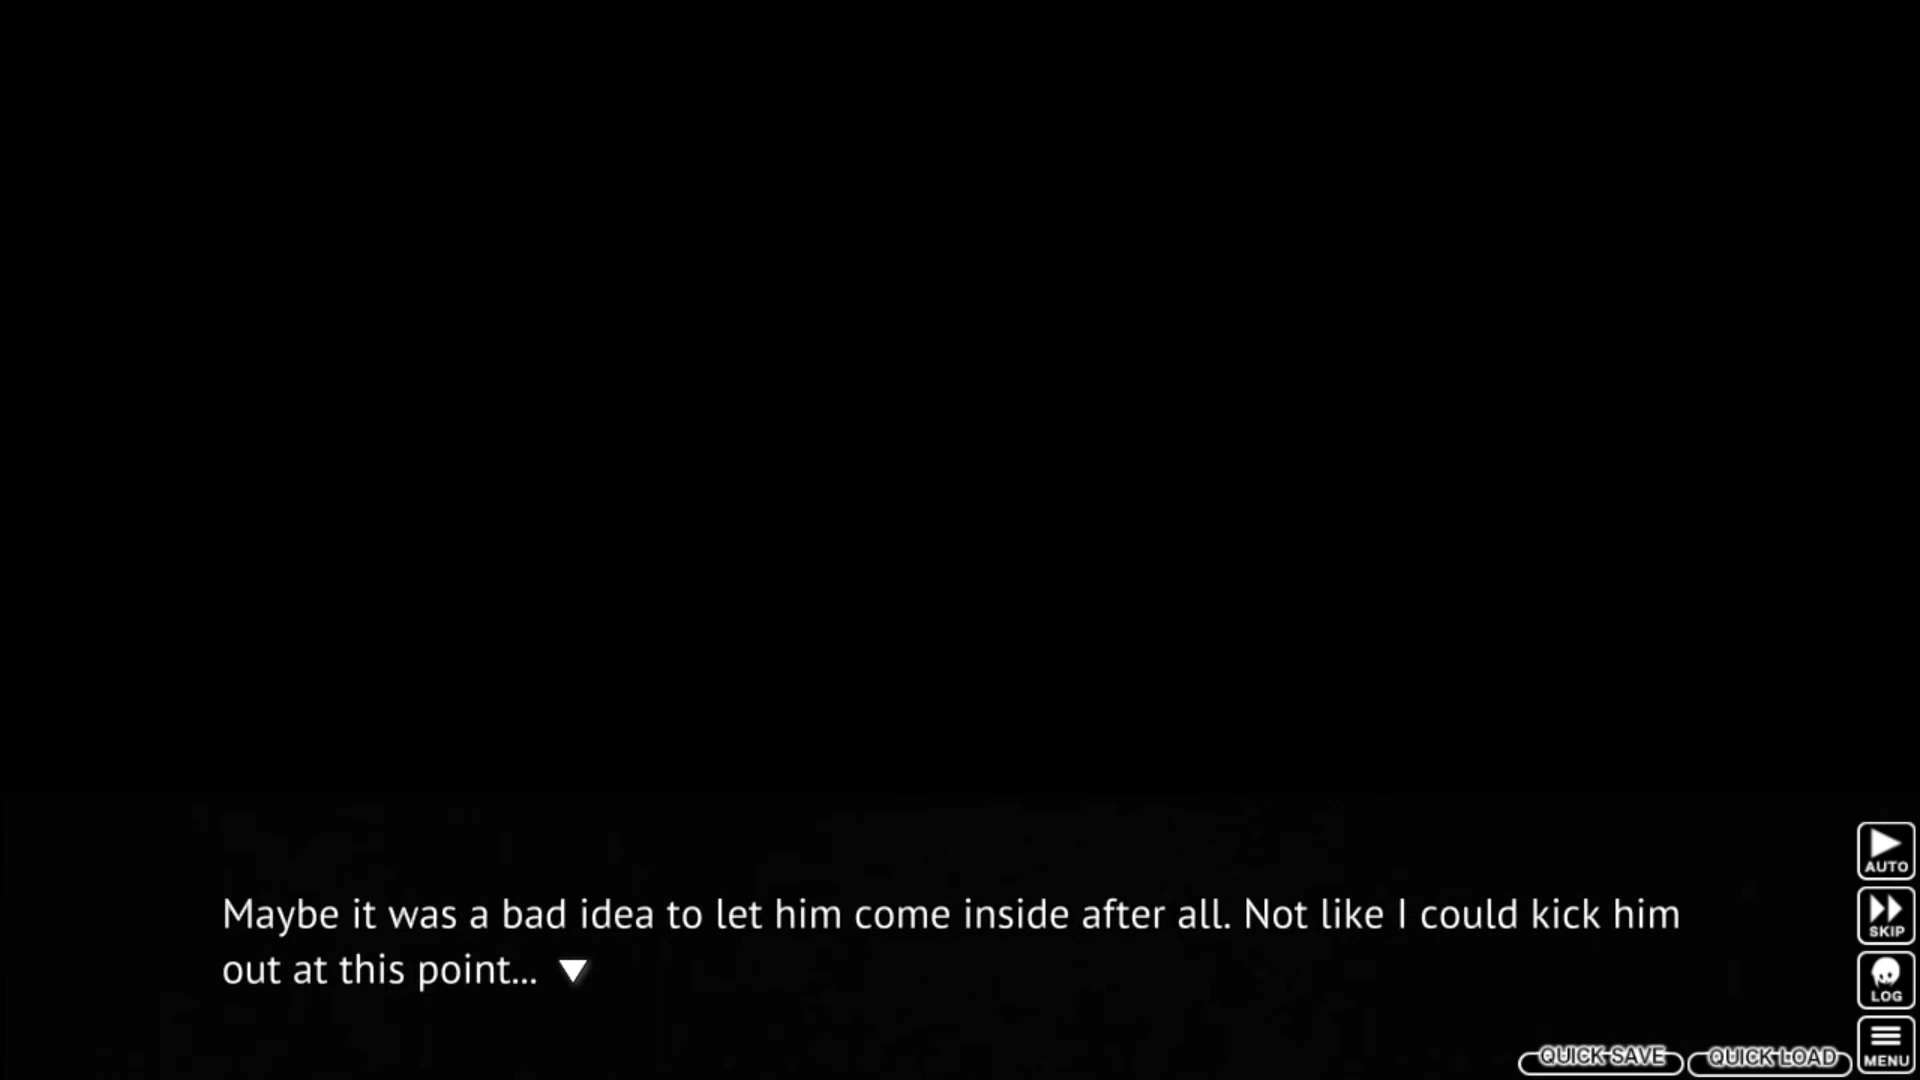 Maybe it was a bad idea to let him come inside after all. Not like I could kick him
out at this point...
AUTO
SKIP
LOG
MENU
QUICK SAVE
QUICK LOAD